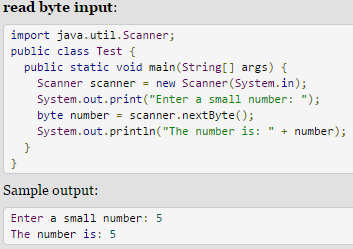 read byte input:
import java.util.Scanner;
public class Test {
  public static void main(String[] args) {
    Scanner scanner = new Scanner(System.in);
    System.out.print("Enter a small number: ");
    byte number = scanner.nextByte();
    System.out.println("The number is: " + number);
  }
}
Sample output:
Enter a small number: 5
The number is: 5